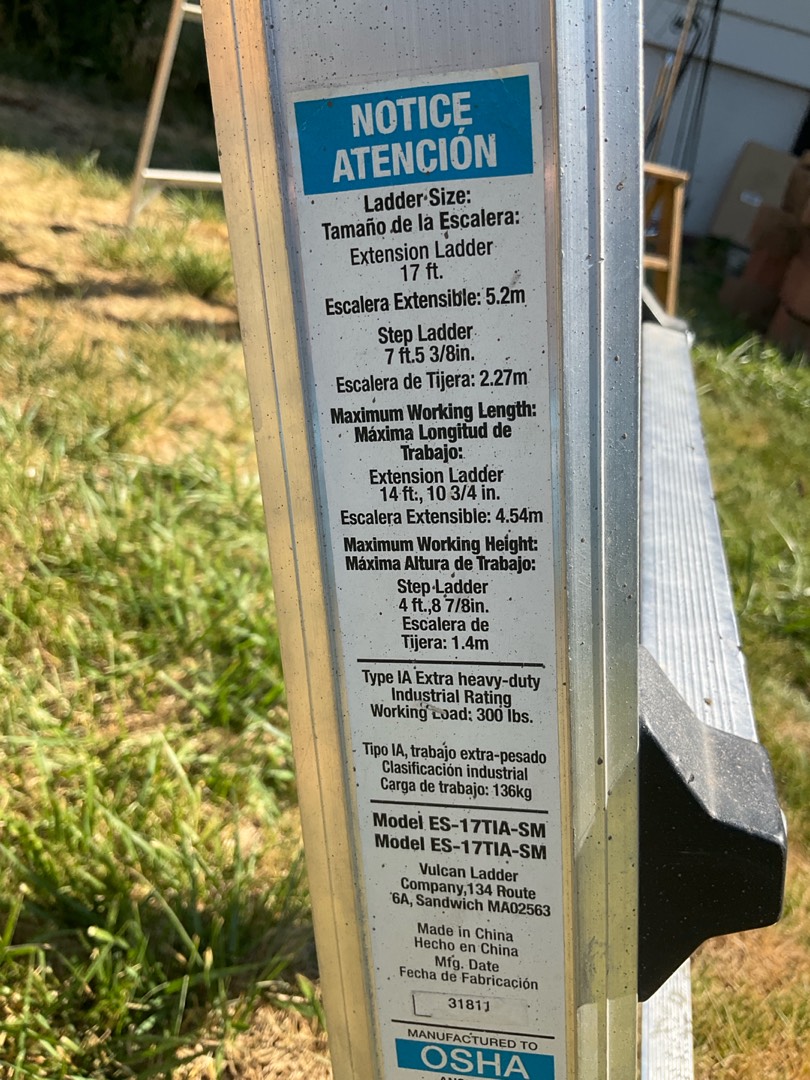 NOTICE
ATENCIÓN
Ladder Size:
Tamaño de la Escalera:
Extension Ladder
17 ft.
Escalera Extensible: 5.2m
Step Ladder
7 ft.5 3/8in.
Escalera de Tijera: 2.27m
Maximum Working Length:
Máxima Longitud de
Trabajo:
Extension Ladder
14 ft., 10 3/4 in.
Escalera Extensible: 4.54m
Maximum Working Height:
Máxima Altura de Trabajo:
Step Ladder
4 ft.,8 7/8in.
Escalera de
Tijera: 1.4m
Type IA Extra heavy-duty
Industrial Rating
Working Load: 300 lbs.
Tipo IA, trabajo extra-pesado
Clasificación industrial
Carga de trabajo: 136kg
Model ES-17TIA-SM
Model ES-17TIA-SM
Vulcan Ladder
Company,134 Route
6A, Sandwich MA02563
Made in China
Hecho en China
Mfg. Date
Fecha de Fabricación
MANUFACTURED TO
OSHA